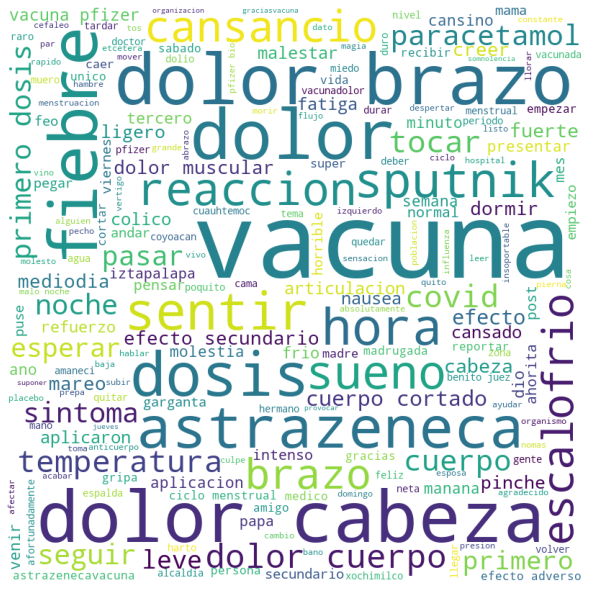 organizacion graciasvacuna dato nivel constante mama
cefaleo par tos cansancio vacuna pfizer cansino paracetamol
rapido mover doctor sabado recibir duro somnolencia vacunada
raro tardar dolor brazo malestar creer
hambre caer miedo llorar
muero menstruacion unico dolio vida menstrual empezar
primero dosis fiebre feo etcetera tercero vacunadolor fatiga durar morir despertar
viernes ligero pfizer abrazo dolor flujo minuto periodo listo fuerte
vino pegar grande super deber tocar hospital presentar
vertigo dolor muscular ciclo mes
alguien cortar reaccion sputnik empiezo
pecho colico cuauhtemoc tema izquierdo semana dormir
molesto agua andar coyoacan vivo quedar normal
mediodia pasar horrible vacuna poblacion influenza leer insoportable
iztapalapa sensacion quito pierna cosa
malo noche pensar poquito cama articulacion post
puse noche sentir hora covid efecto
absolutamente
refuerzo efecto secundario nausea reportar zona
esperar hablar molestia frio madre madrugada cansado
ano amaneci baja dosis sueno cabeza dio ahorita escalofrio
suponer mareo quitar benito juez
placebo prepa subir garganta cuerpo cortado
sintoma mano jueves hermano provocar astrazeneca ayudar organismo
aplicaron toma anticuerpo culpe nomas
temperatura intenso brazo gracias cuerpo gente
afectar acabar gripa aplicacion feliz esposa pinche
espalda ciclo menstrual medico domingo neta manana agradecido
venir afortunadamente dolor cabeza
amigo cambio papa
seguir harto leve dolor cuerpo bano llegar presion primero volver
astrazenecavacuna alcaldia persona secundario xochimilco efecto adverso
pfizer bio
magia